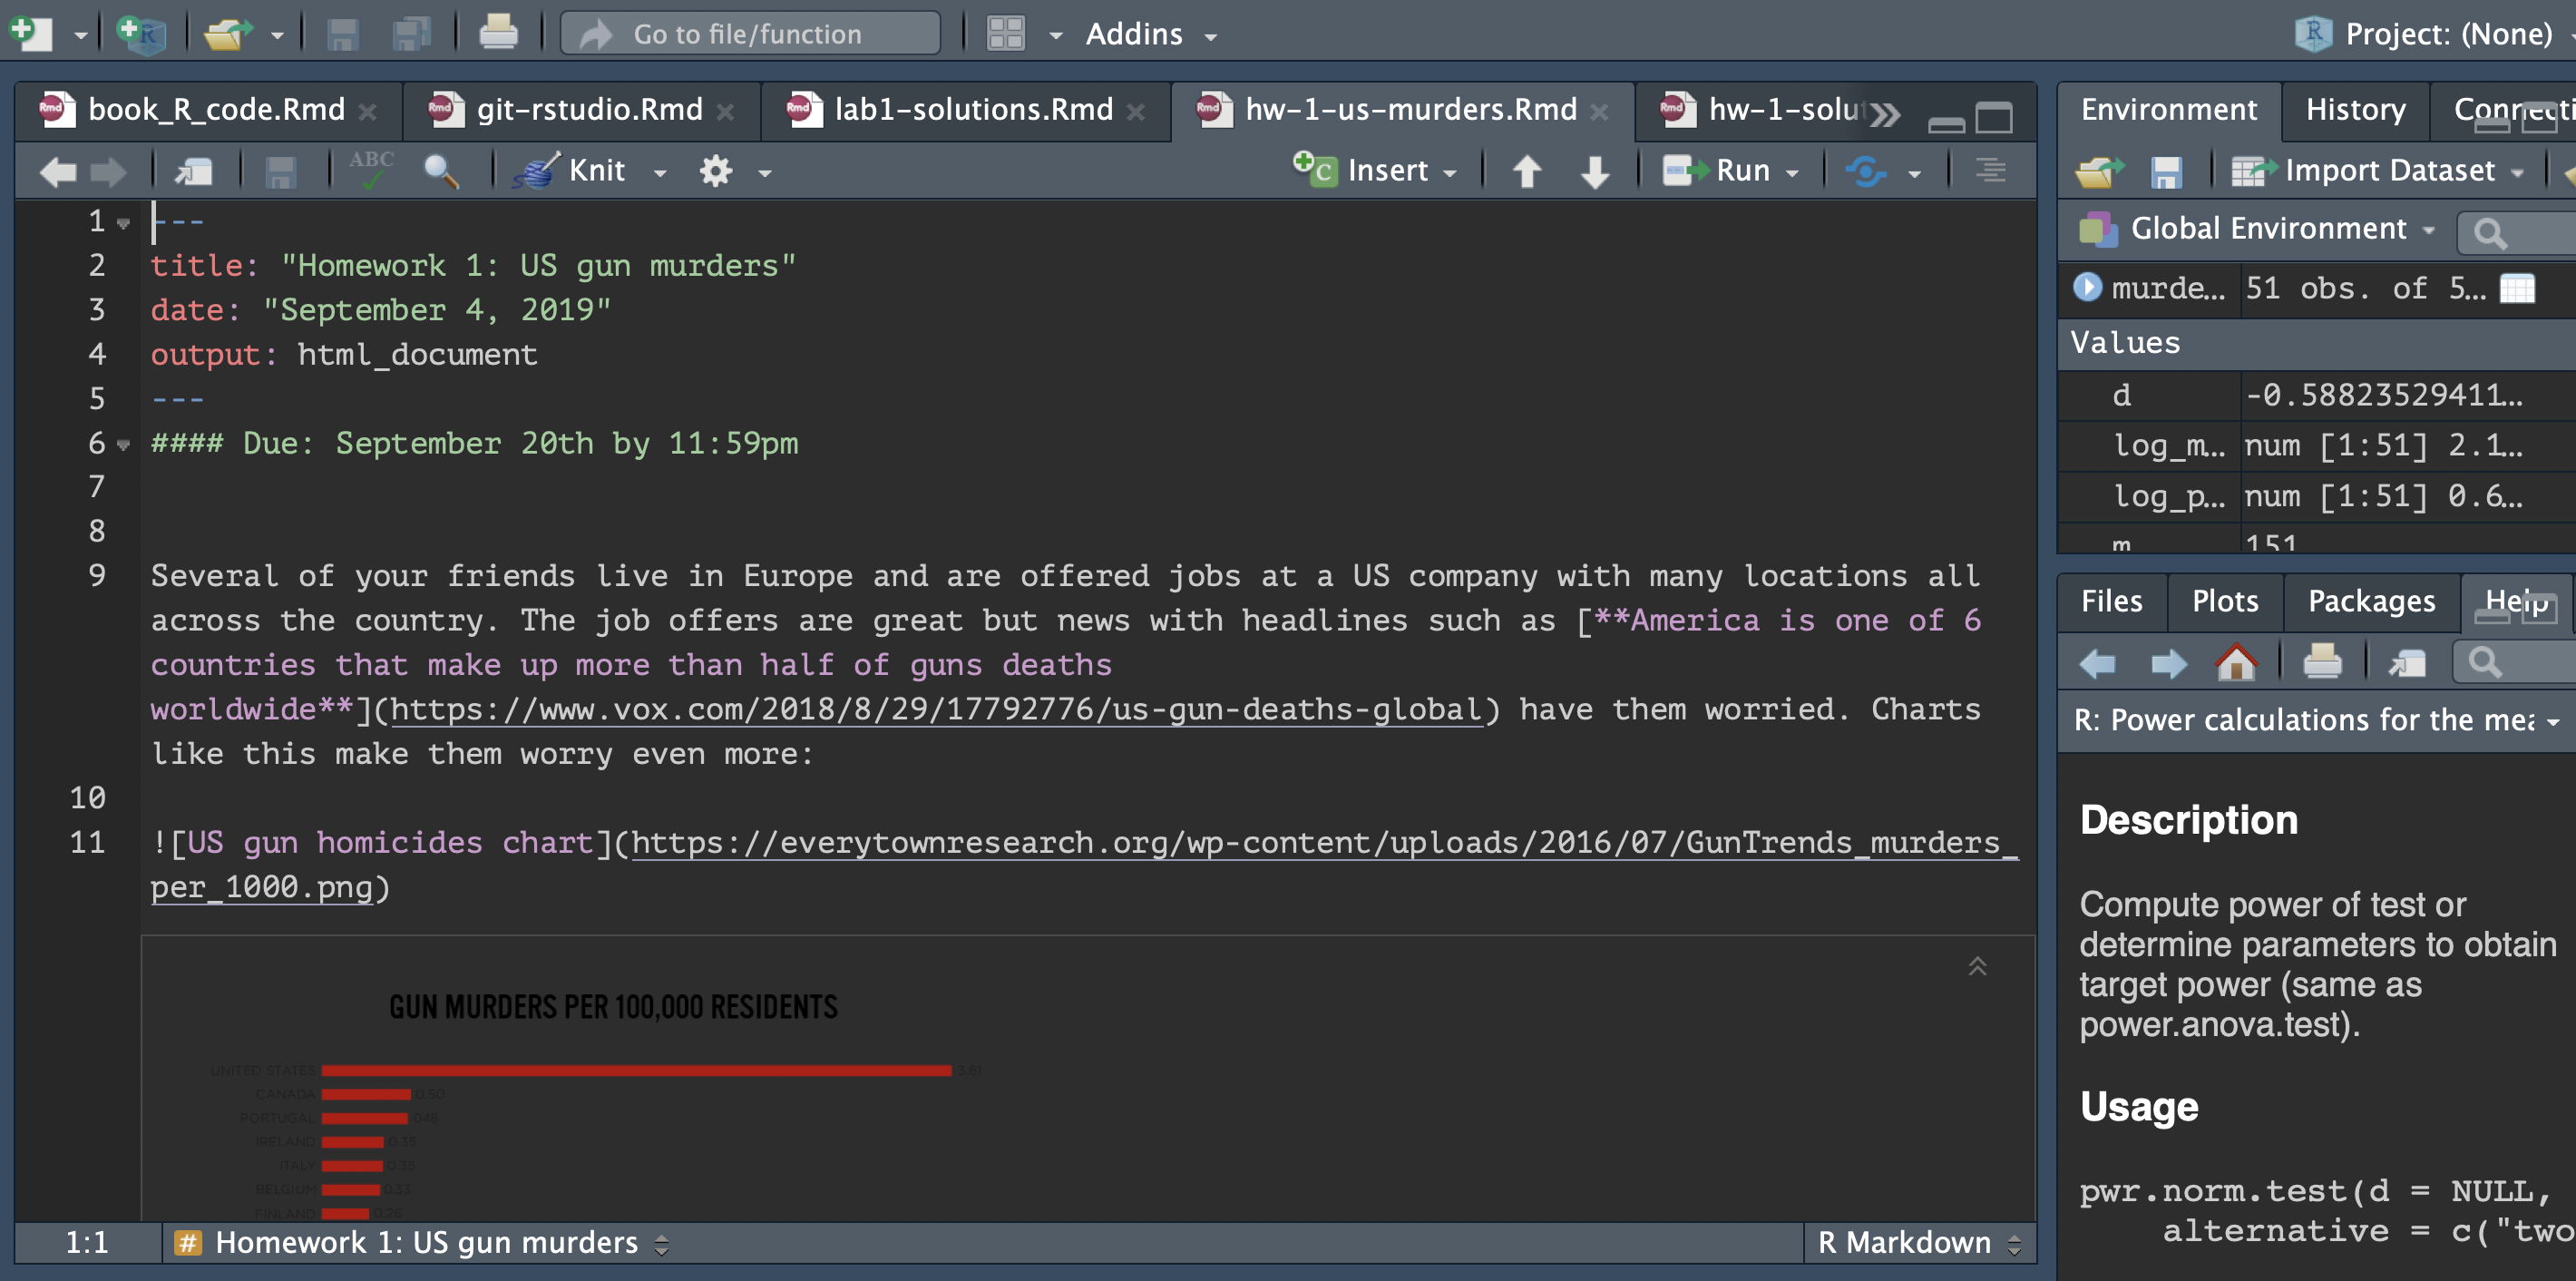 Go to file/function
Addins
Project: (None)
book_R_code.Rmd
git-rstudio.Rmd
lab1-solutions.Rmd
hw-1-us-murders.Rmd
hw-1-solut
ABC
Knit
Insert
Run
1 ---
2 title: "Homework 1: US gun murders"
3 date: "September 4, 2019"
4 output: html_document
5 ---
6 #### Due: September 20th by 11:59pm
7
8
9 Several of your friends live in Europe and are offered jobs at a US company with many locations all
across the country. The job offers are great but news with headlines such as [**America is one of 6
countries that make up more than half of guns deaths
worldwide**](https://www.vox.com/2018/8/29/17792776/us-gun-deaths-global) have them worried. Charts
like this make them worry even more:
10
11 ![US gun homicides chart](https://everytownresearch.org/wp-content/uploads/2016/07/GunTrends_murders_
per_1000.png)
GUN MURDERS PER 100,000 RESIDENTS
UNITED STATES 3.61
CANADA 0.50
PORTUGAL 0.48
IRELAND 0.35
ITALY 0.35
BELGIUM 0.33
FINLAND 0.26
1:1
# Homework 1: US gun murders
R Markdown
Environment
History
Connecti
Import Dataset
Global Environment
murde... 51 obs. of 5...
Values
d -0.58823529411...
log_m... num [1:51] 2.1...
log_p... num [1:51] 0.6...
m 151
Files
Plots
Packages
Help
R: Power calculations for the mea
Description
Compute power of test or
determine parameters to obtain
target power (same as
power.anova.test).
Usage
pwr.norm.test(d = NULL,
alternative = c("two